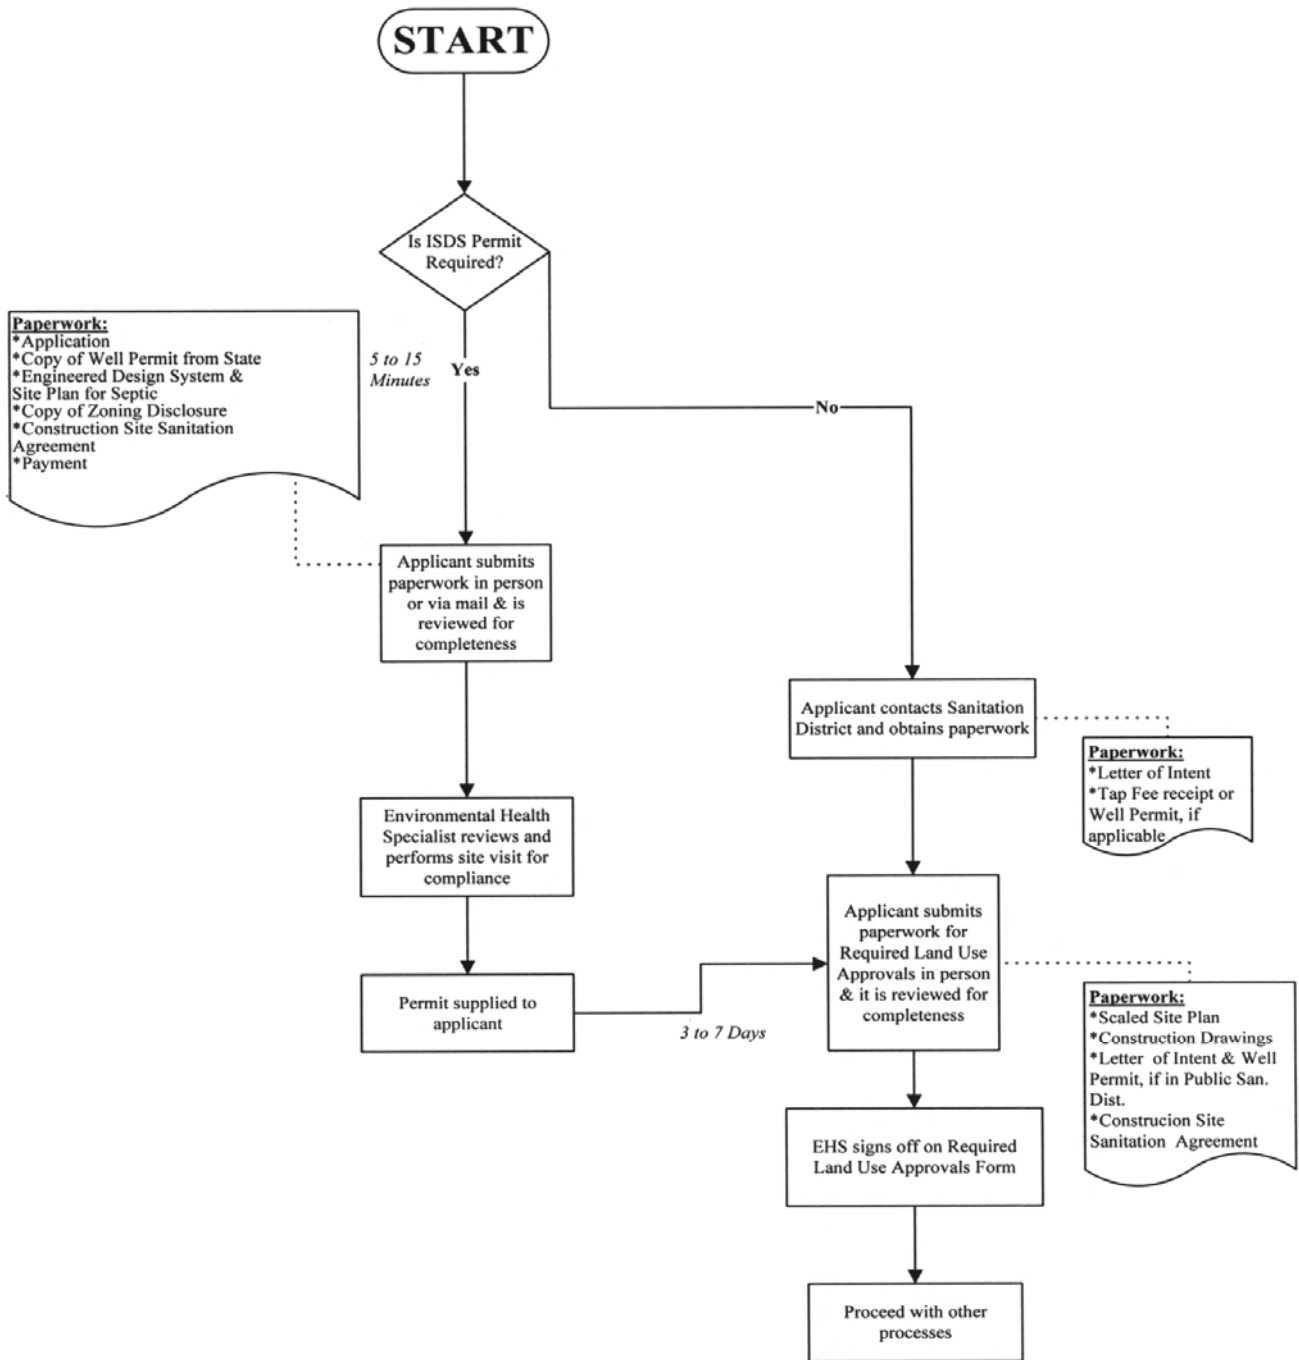 START
Is ISDS Permit
Required?
Paperwork:
*Application
*Copy of Well Permit from State
*Engineered Design System &
Site Plan for Septic
*Copy of Zoning Disclosure
*Construction Site Sanitation
Agreement
*Payment
5 to 15
Minutes
Yes
No
Applicant submits
paperwork in person
or via mail & is
reviewed for
completeness
Applicant contacts Sanitation
District and obtains paperwork
Paperwork:
*Letter of Intent
*Tap Fee receipt or
Well Permit, if
applicable
Environmental Health
Specialist reviews and
performs site visit for
compliance
Applicant submits
paperwork for
Required Land Use
Approvals in person
& it is reviewed for
completeness
Permit supplied to
applicant
3 to 7 Days
Paperwork:
*Scaled Site Plan
*Construction Drawings
*Letter of Intent & Well
Permit, if in Public San.
Dist.
*Construcion Site
Sanitation Agreement
EHS signs off on Required
Land Use Approvals Form
Proceed with other
processes